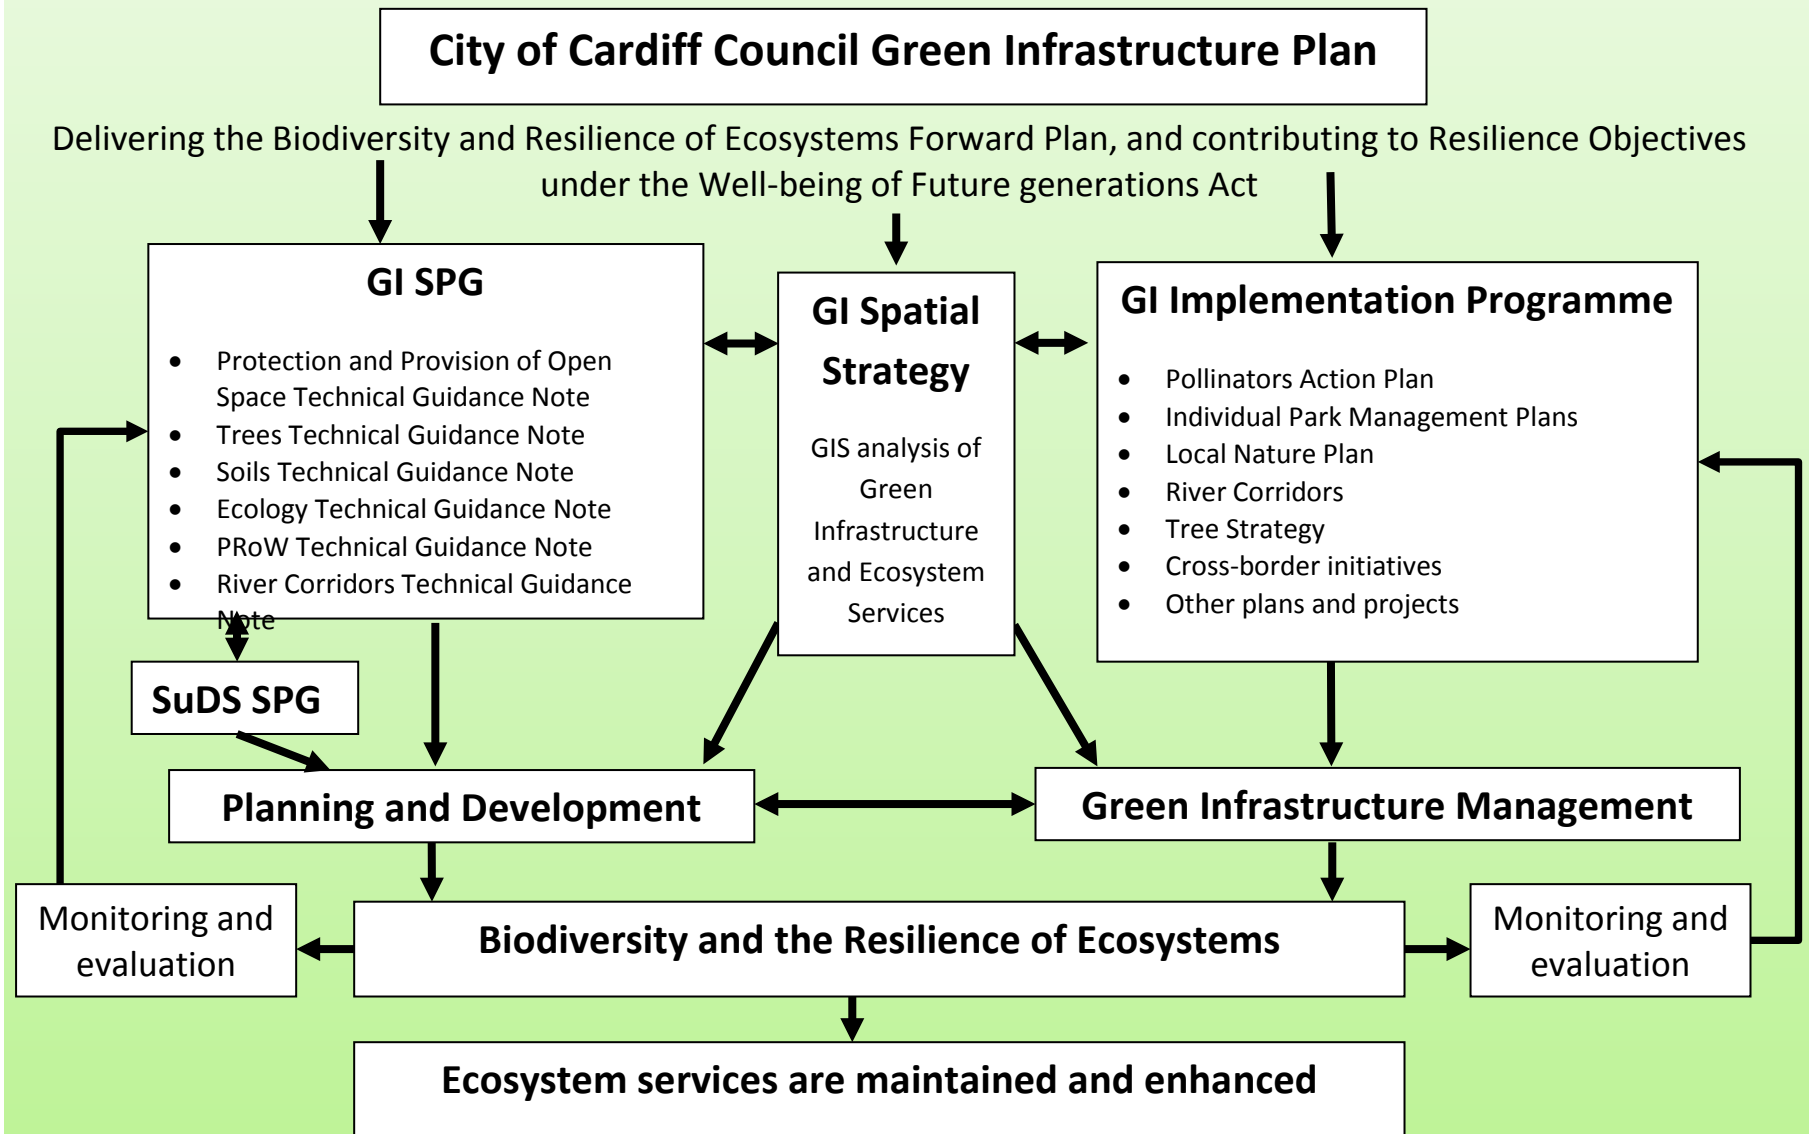 City of Cardiff Council Green Infrastructure Plan
Delivering the Biodiversity and Resilience of Ecosystems Forward Plan, and contributing to Resilience Objectives
under the Well-being of Future generations Act
GI SPG
• Protection and Provision of Open
Space Technical Guidance Note
• Trees Technical Guidance Note
• Soils Technical Guidance Note
• Ecology Technical Guidance Note
• PRoW Technical Guidance Note
• River Corridors Technical Guidance
Note
GI Spatial
Strategy
GIS analysis of
Green
Infrastructure
and Ecosystem
Services
GI Implementation Programme
• Pollinators Action Plan
• Individual Park Management Plans
• Local Nature Plan
• River Corridors
• Tree Strategy
• Cross-border initiatives
• Other plans and projects
SuDS SPG
Planning and Development
Green Infrastructure Management
Monitoring and
evaluation
Biodiversity and the Resilience of Ecosystems
Monitoring and
evaluation
Ecosystem services are maintained and enhanced